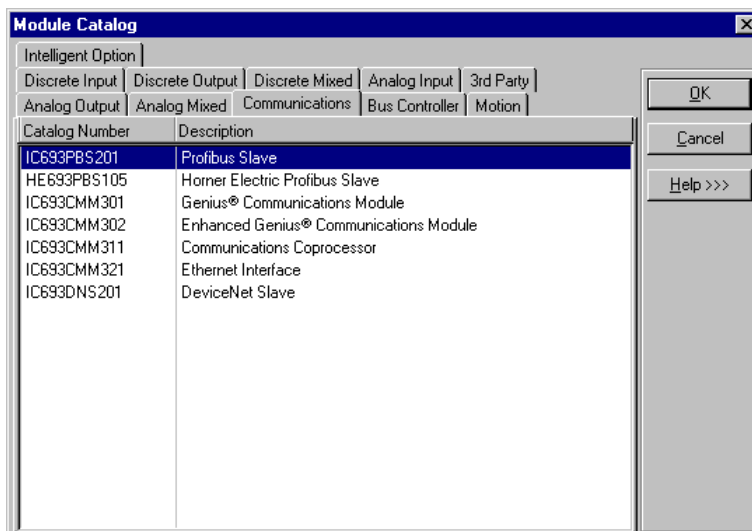 Module Catalog
Intelligent Option
Discrete Input Discrete Output Discrete Mixed Analog Input 3rd Party
Analog Output Analog Mixed Communications Bus Controller Motion
Catalog Number Description
IC693PBS201 Profibus Slave
HE693PBS105 Horner Electric Profibus Slave
IC693CMM301 Genius® Communications Module
IC693CMM302 Enhanced Genius® Communications Module
IC693CMM311 Communications Coprocessor
IC693CMM321 Ethernet Interface
IC693DNS201 DeviceNet Slave
OK
Cancel
Help >>>